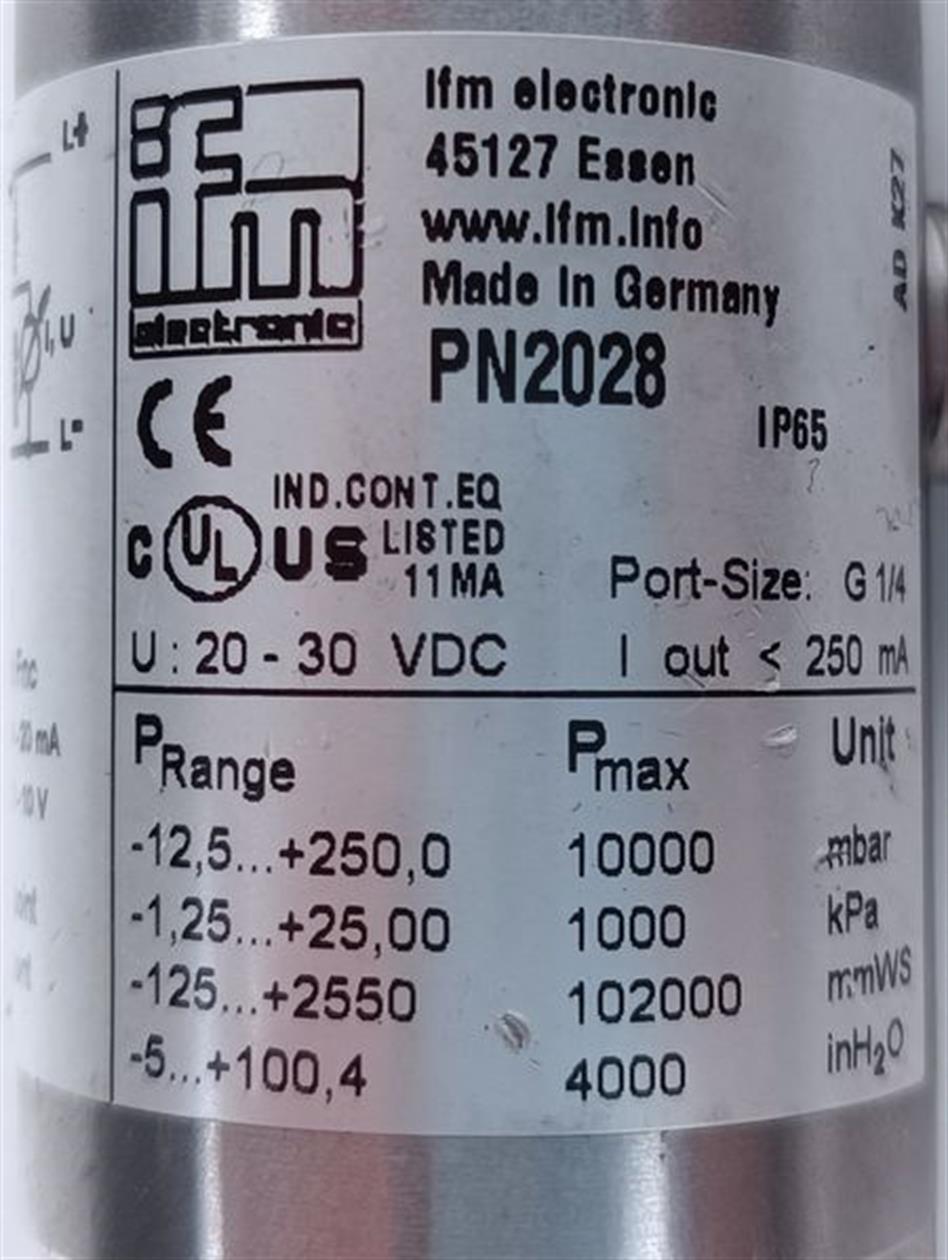 L+
I, U
L-
20 mA
10 V
ifm
electronic
ifm electronic
45127 Essen
www.ifm.info
Made in Germany
PN2028
AD K27
IP65
CE
IND.CONT.EQ
C UL US LISTED
11MA
Port-Size: G 1/4
U : 20 - 30 VDC
I out < 250 mA
PRange Pmax Unit
-12,5...+250,0 10000 mbar
-1,25...+25,00 1000 kPa
-125...+2550 102000 mmWS
-5...+100,4 4000 inH₂O